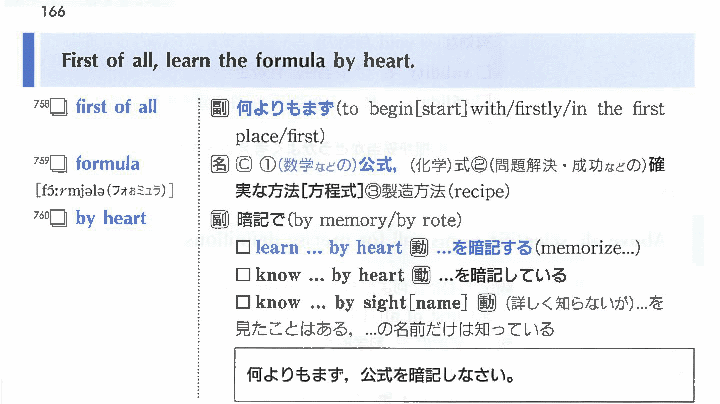 166
First of all, learn the formula by heart.
758□ first of all
副 何よりもまず(to begin[start]with/firstly/in the first
place/first)
759□ formula
[fɔ́ːrmjələ(フォぉミュラ)]
名 Ⓒ ①(数学などの)公式, (化学)式②(問題解決・成功などの)確
実な方法[方程式]③製造方法(recipe)
760□ by heart
副 暗記で(by memory/by rote)
□ learn … by heart 動 …を暗記する(memorize…)
□ know … by heart 動 …を暗記している
□ know … by sight[name] 動 (詳しく知らないが)…を
見たことはある, …の名前だけは知っている
何よりもまず, 公式を暗記しなさい。